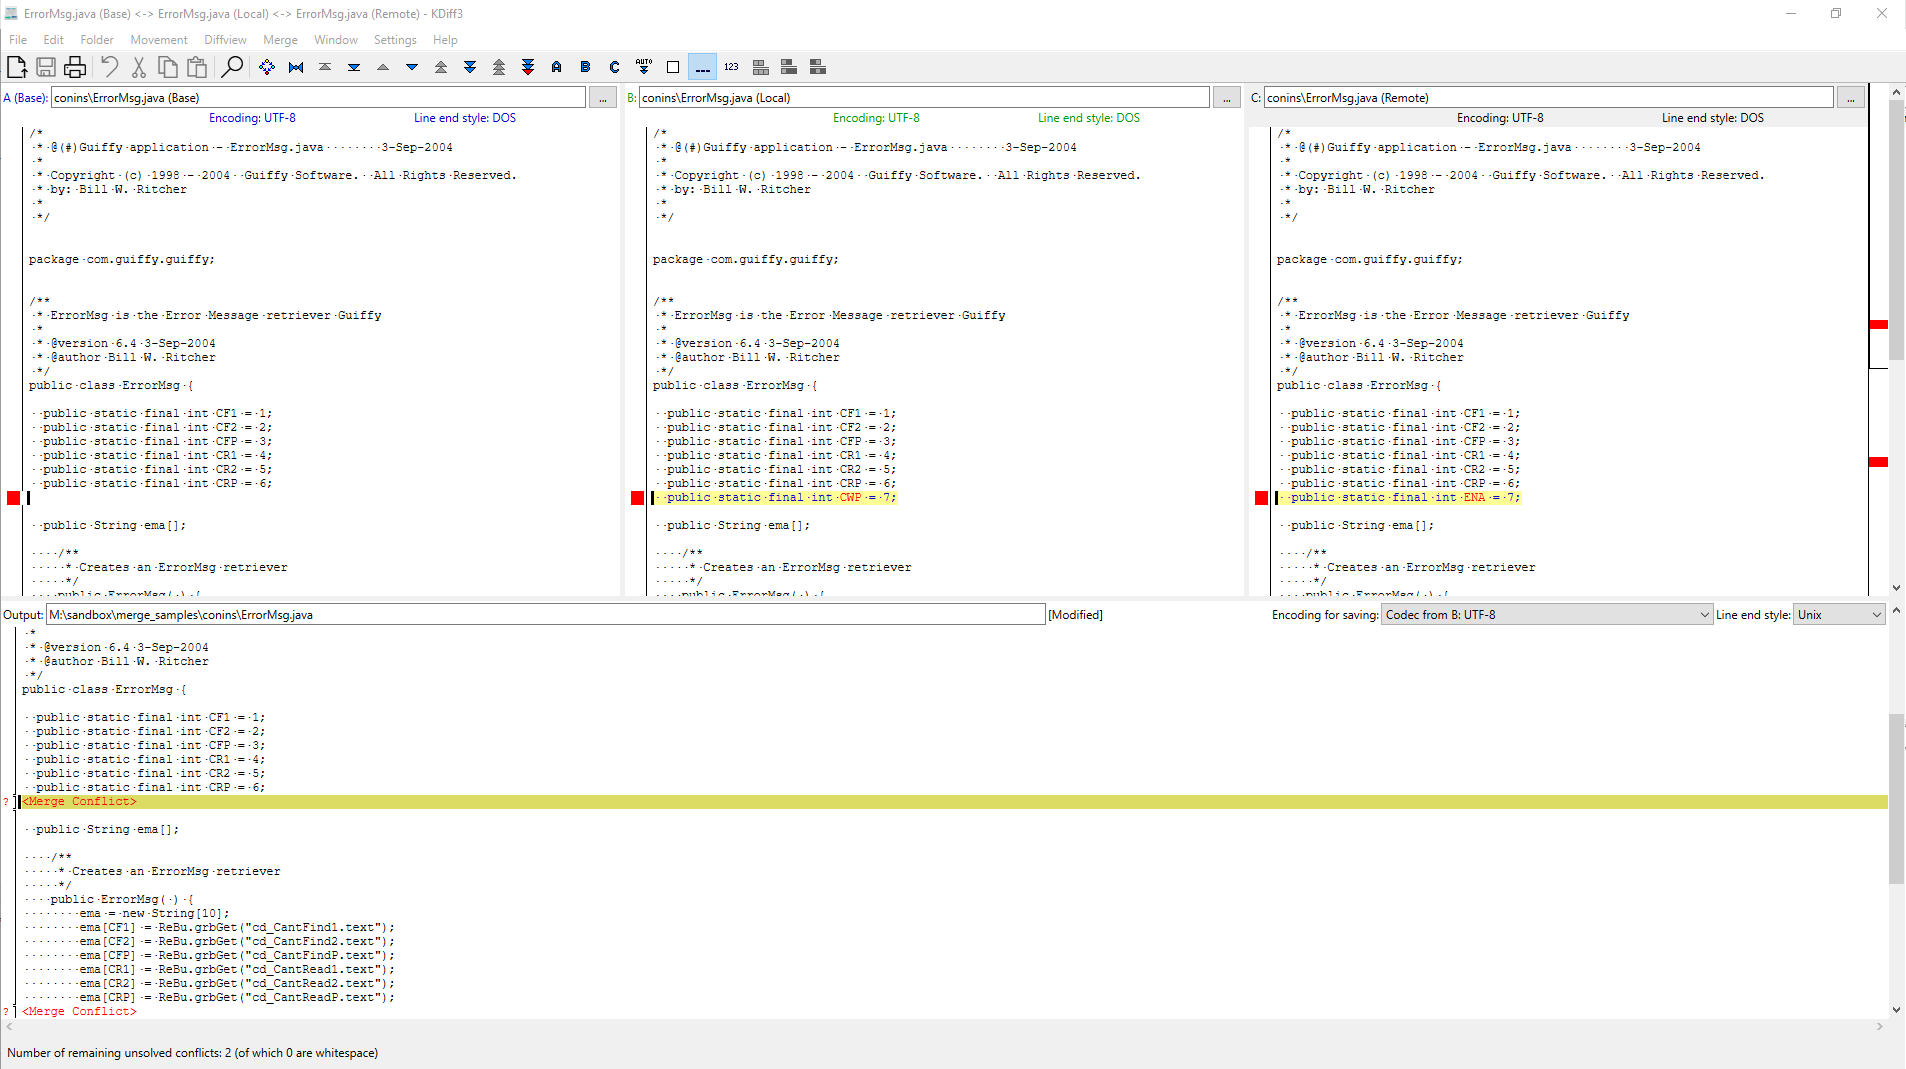 ErrorMsg.java (Base) <-> ErrorMsg.java (Local) <-> ErrorMsg.java (Remote) - KDiff3
File Edit Folder Movement Diffview Merge Window Settings Help
A B C AUTO 123
A (Base): conins\ErrorMsg.java (Base) ...
Encoding: UTF-8 Line end style: DOS
/*
 * @(#)Guiffy application - ErrorMsg.java        3-Sep-2004
 *
 * Copyright (c) 1998 - 2004  Guiffy Software.  All Rights Reserved.
 * by: Bill W. Ritcher
 *
 */
package com.guiffy.guiffy;
/**
 * ErrorMsg is the Error Message retriever Guiffy
 *
 * @version 6.4 3-Sep-2004
 * @author Bill W. Ritcher
 */
public class ErrorMsg {
  public static final int CF1 = 1;
  public static final int CF2 = 2;
  public static final int CFP = 3;
  public static final int CR1 = 4;
  public static final int CR2 = 5;
  public static final int CRP = 6;
  public String ema[];
    /**
     * Creates an ErrorMsg retriever
     */
    public ErrorMsg( ) {
B: conins\ErrorMsg.java (Local) ...
Encoding: UTF-8 Line end style: DOS
/*
 * @(#)Guiffy application - ErrorMsg.java        3-Sep-2004
 *
 * Copyright (c) 1998 - 2004  Guiffy Software.  All Rights Reserved.
 * by: Bill W. Ritcher
 *
 */
package com.guiffy.guiffy;
/**
 * ErrorMsg is the Error Message retriever Guiffy
 *
 * @version 6.4 3-Sep-2004
 * @author Bill W. Ritcher
 */
public class ErrorMsg {
  public static final int CF1 = 1;
  public static final int CF2 = 2;
  public static final int CFP = 3;
  public static final int CR1 = 4;
  public static final int CR2 = 5;
  public static final int CRP = 6;
  public static final int CWP = 7;
  public String ema[];
    /**
     * Creates an ErrorMsg retriever
     */
    public ErrorMsg( ) {
C: conins\ErrorMsg.java (Remote) ...
Encoding: UTF-8 Line end style: DOS
/*
 * @(#)Guiffy application - ErrorMsg.java        3-Sep-2004
 *
 * Copyright (c) 1998 - 2004  Guiffy Software.  All Rights Reserved.
 * by: Bill W. Ritcher
 *
 */
package com.guiffy.guiffy;
/**
 * ErrorMsg is the Error Message retriever Guiffy
 *
 * @version 6.4 3-Sep-2004
 * @author Bill W. Ritcher
 */
public class ErrorMsg {
  public static final int CF1 = 1;
  public static final int CF2 = 2;
  public static final int CFP = 3;
  public static final int CR1 = 4;
  public static final int CR2 = 5;
  public static final int CRP = 6;
  public static final int ENA = 7;
  public String ema[];
    /**
     * Creates an ErrorMsg retriever
     */
    public ErrorMsg( ) {
Output: M:\sandbox\merge_samples\conins\ErrorMsg.java [Modified] Encoding for saving: Codec from B: UTF-8 Line end style: Unix
 *
 * @version 6.4 3-Sep-2004
 * @author Bill W. Ritcher
 */
public class ErrorMsg {
  public static final int CF1 = 1;
  public static final int CF2 = 2;
  public static final int CFP = 3;
  public static final int CR1 = 4;
  public static final int CR2 = 5;
  public static final int CRP = 6;
? <Merge Conflict>
  public String ema[];
    /**
     * Creates an ErrorMsg retriever
     */
    public ErrorMsg( ) {
        ema = new String[10];
        ema[CF1] = ReBu.grbGet("cd_CantFind1.text");
        ema[CF2] = ReBu.grbGet("cd_CantFind2.text");
        ema[CFP] = ReBu.grbGet("cd_CantFindP.text");
        ema[CR1] = ReBu.grbGet("cd_CantRead1.text");
        ema[CR2] = ReBu.grbGet("cd_CantRead2.text");
        ema[CRP] = ReBu.grbGet("cd_CantReadP.text");
? <Merge Conflict>
Number of remaining unsolved conflicts: 2 (of which 0 are whitespace)